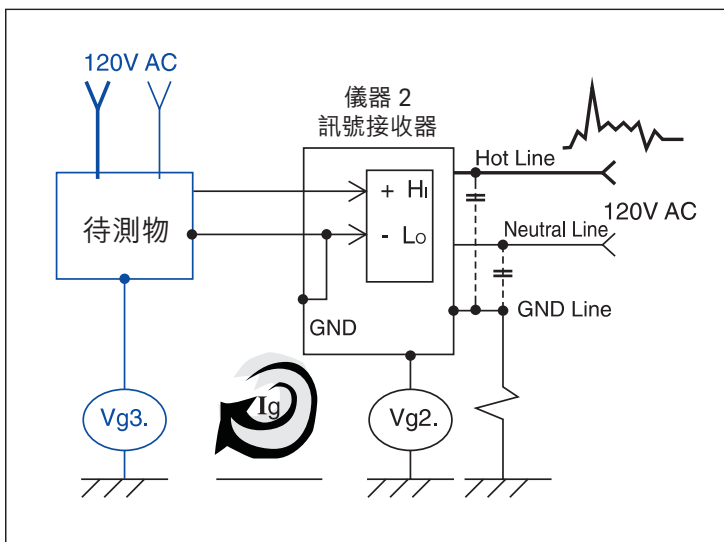 120V AC
儀器 2
訊號接收器
Hot Line
待測物
+ HI
120V AC
Neutral Line
- LO
GND Line
GND
Ig
Vg3.
Vg2.